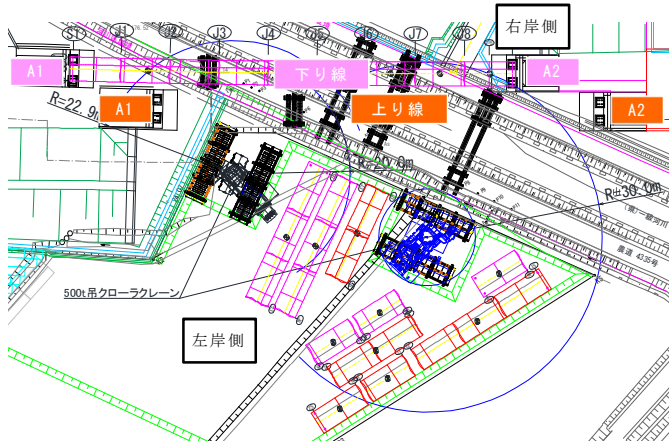 右岸側
S1 J1 J2 J3 J4 J5 J6 J7 J8
A1 下り線 A2
A1 上り線 A2
R=22.9m
R=30.0m
500t吊クローラクレーン
左岸側